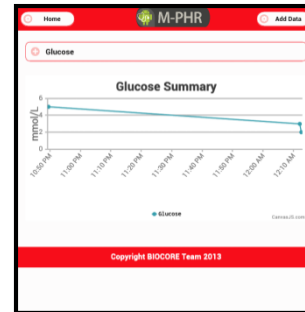 Home
M-PHR
Add Data
Glucose
Glucose Summary
mmol/L
6
4
2
0
10:50 PM
11:00 PM
11:10 PM
11:20 PM
11:30 PM
11:40 PM
11:50 PM
12:00 AM
12:10 AM
Glucose
CanvasJS.com
Copyright BIOCORE Team 2013